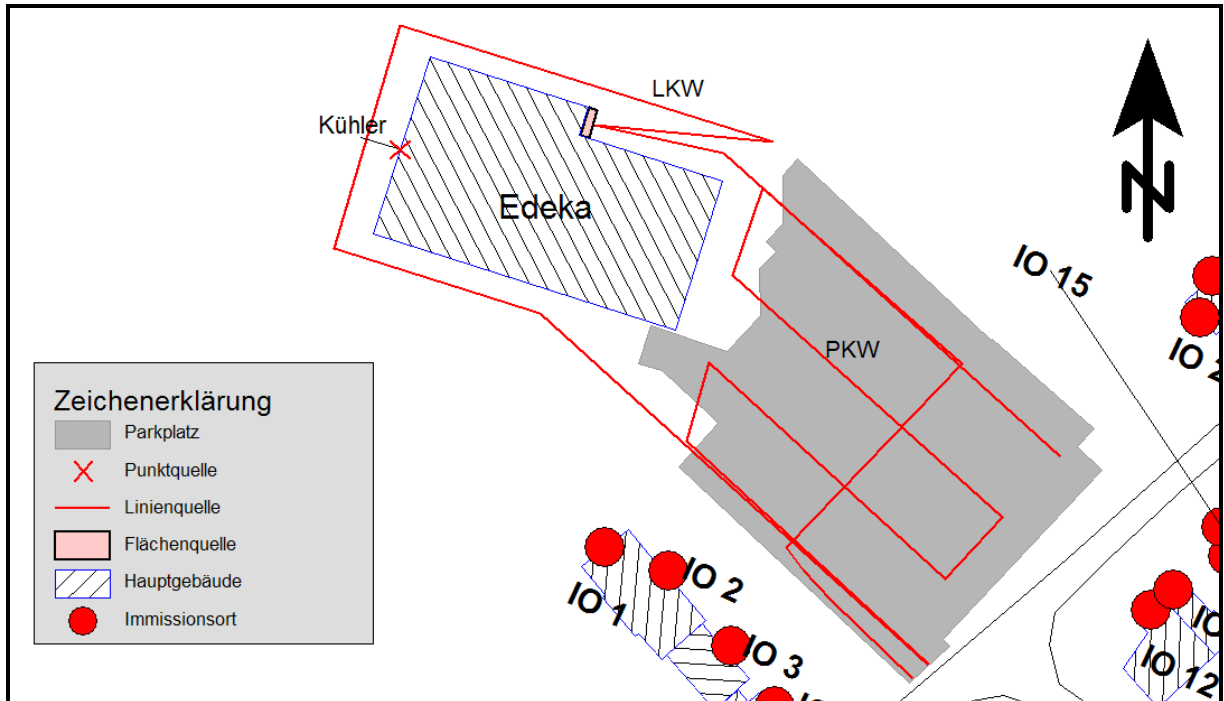 LKW
Kühler
Edeka
N
IO 15
PKW
IO 2
Zeichenerklärung
Parkplatz
Punktquelle
Linienquelle
Flächenquelle
Hauptgebäude
Immissionsort
IO 1
IO 2
IO 3
IO
IO 12